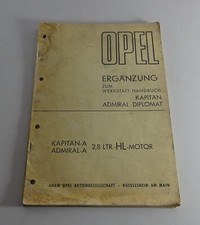 OPEL
ERGÄNZUNG
ZUM
WERKSTATT-HANDBUCH
KAPITÄN
ADMIRAL-DIPLOMAT
KAPITÄN-A
ADMIRAL-A 2,8 LTR.-HL-MOTOR
ADAM OPEL AKTIENGESELLSCHAFT · RÜSSELSHEIM AM MAIN